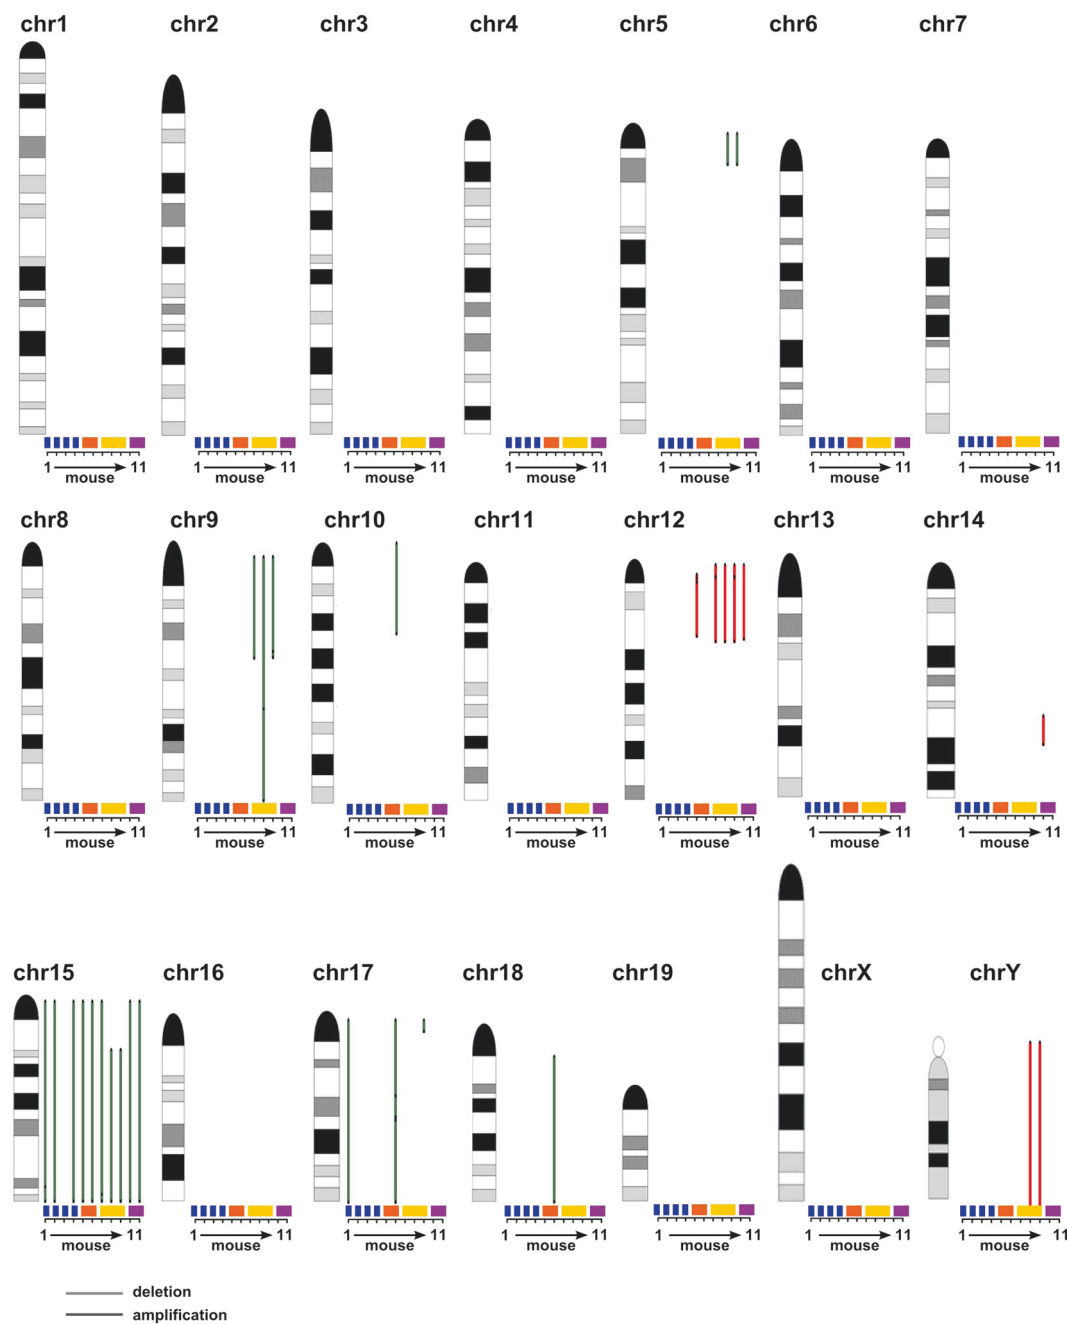 chr1 chr2 chr3 chr4 chr5 chr6 chr7
1 11 1 11 1 11 1 11 1 11 1 11 1 11
mouse mouse mouse mouse mouse mouse mouse
chr8 chr9 chr10 chr11 chr12 chr13 chr14
1 11 1 11 1 11 1 11 1 11 1 11 1 11
mouse mouse mouse mouse mouse mouse mouse
chr15 chr16 chr17 chr18 chr19 chrX chrY
1 11 1 11 1 11 1 11 1 11 1 11 1 11
mouse mouse mouse mouse mouse mouse mouse
deletion
amplification